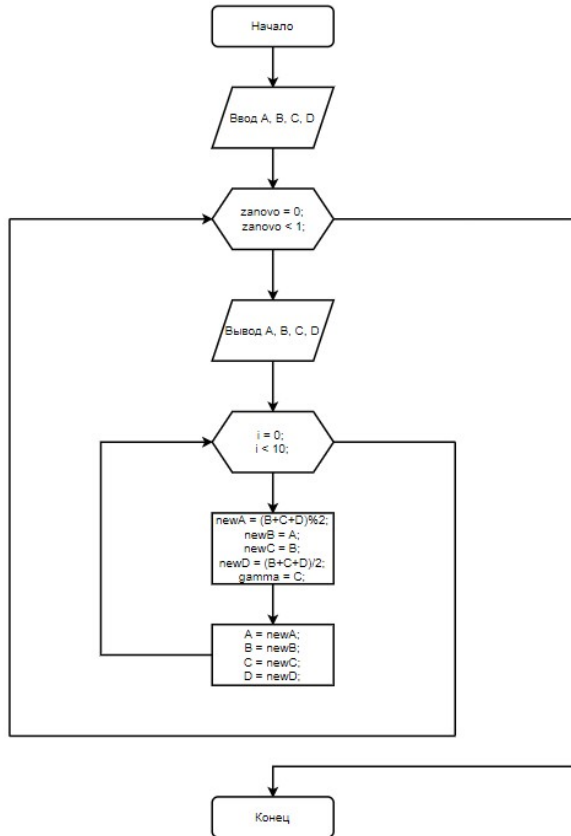 Начало
Ввод A, B, C, D
zanovo = 0;
zanovo < 1;
Вывод A, B, C, D
i = 0;
i < 10;
newA = (B+C+D)%2;
newB = A;
newC = B;
newD = (B+C+D)/2;
gamma = C;
A = newA;
B = newB;
C = newC;
D = newD;
Конец